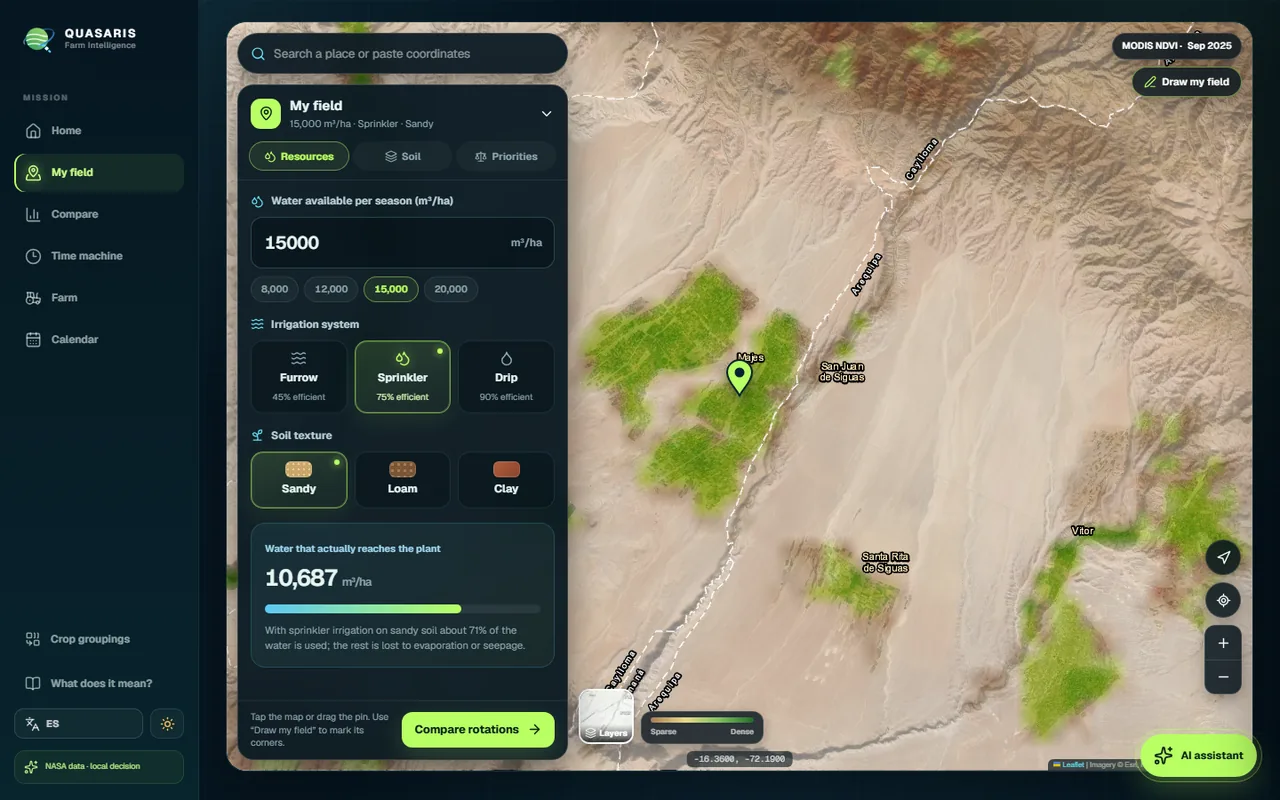 QUASARIS
Farm Intelligence
MISSION
Home
My field
Compare
Time machine
Farm
Calendar
Crop groupings
What does it mean?
ES
NASA data · local decision
Search a place or paste coordinates
My field
15,000 m³/ha · Sprinkler · Sandy
Resources
Soil
Priorities
Water available per season (m³/ha)
15000
m³/ha
8,000
12,000
15,000
20,000
Irrigation system
Furrow
45% efficient
Sprinkler
75% efficient
Drip
90% efficient
Soil texture
Sandy
Loam
Clay
Water that actually reaches the plant
10,687 m³/ha
With sprinkler irrigation on sandy soil about 71% of the
water is used; the rest is lost to evaporation or seepage.
Tap the map or drag the pin. Use
“Draw my field” to mark its
corners.
Compare rotations
MODIS NDVI · Sep 2025
Draw my field
Caylloma
Arequipa
Majes
San Juan
de Siguas
Vitor
Santa Rita
de Siguas
Caylloma
Arequipa
Layers
Sparse
Dense
-16.3600, -72.1900
+
−
Leaflet | Imagery © Esri
AI assistant